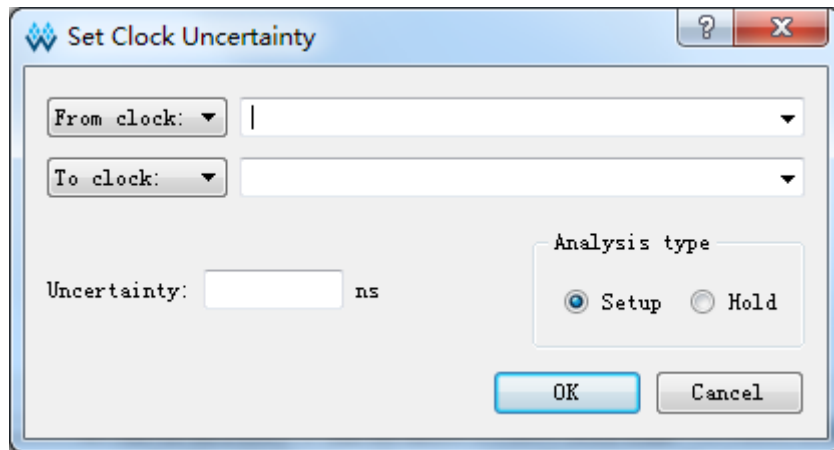 Set Clock Uncertainty
From clock:
To clock:
Analysis type
Uncertainty: ns
Setup Hold
OK Cancel